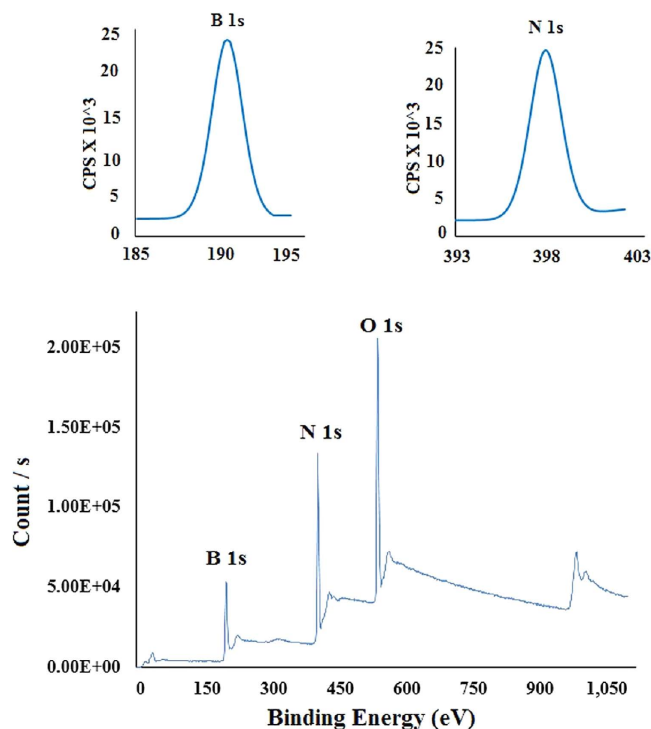 B 1s
25
20
15
10
5
0
CPS X 10^3
185 190 195
N 1s
25
20
15
10
5
0
CPS X 10^3
393 398 403
2.00E+05
1.50E+05
1.00E+05
5.00E+04
0.00E+00
Count / s
O 1s
N 1s
B 1s
0 150 300 450 600 750 900 1,050
Binding Energy (eV)